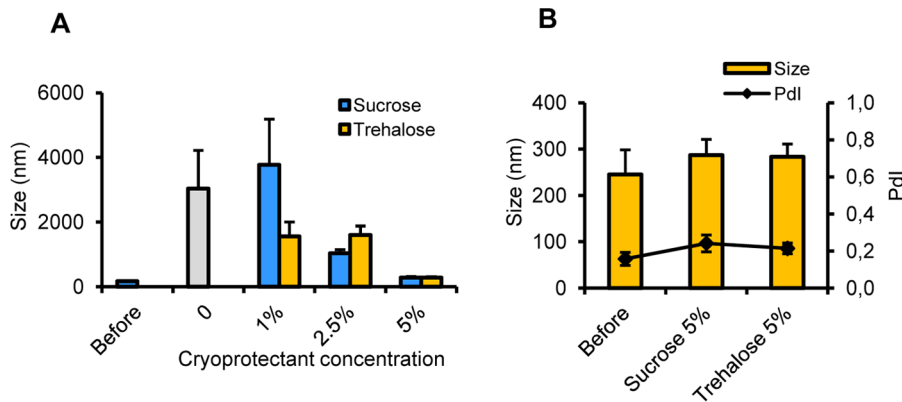 A
Size (nm)
6000
4000
2000
0
Sucrose
Trehalose
Before
0
1%
2.5%
5%
Cryoprotectant concentration
B
Size
PdI
Size (nm)
400
300
200
100
0
1,0
0,8
0,6
0,4
0,2
0,0
PdI
Before
Sucrose 5%
Trehalose 5%